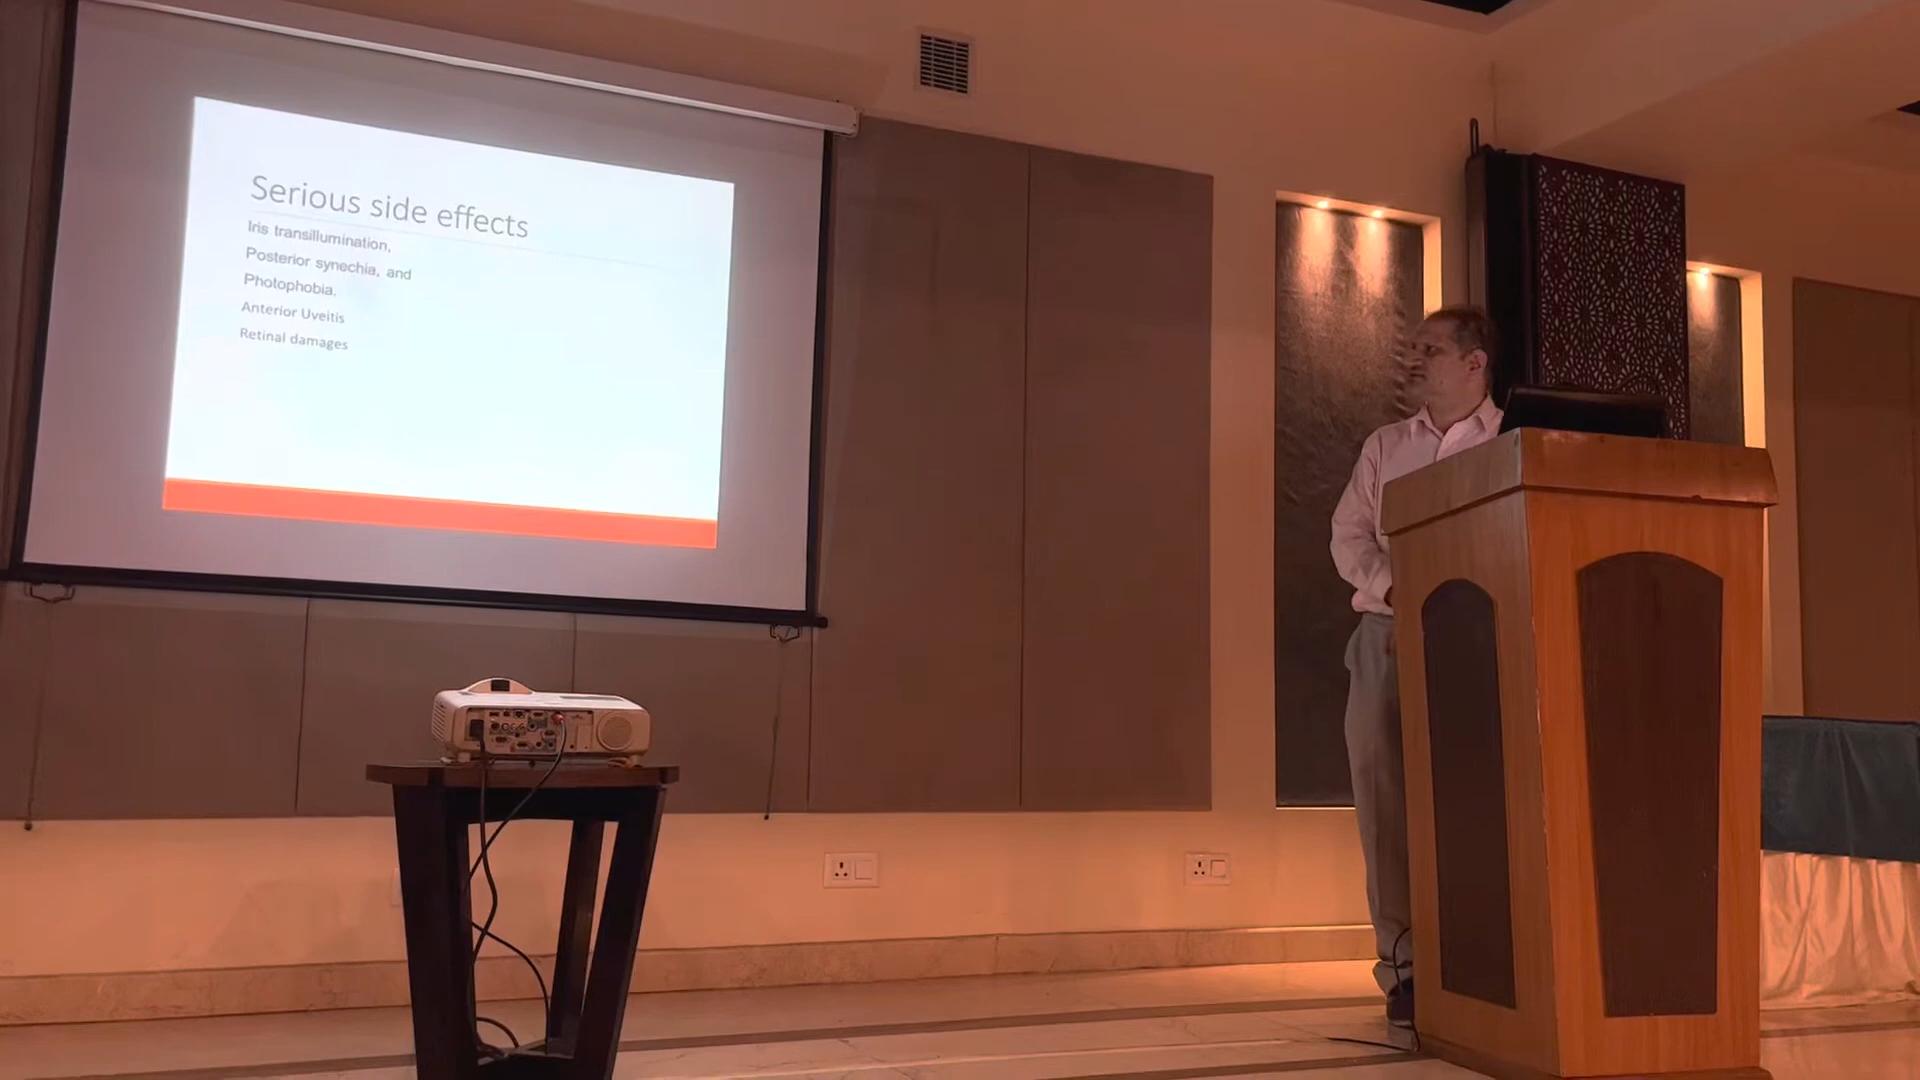 Serious side effects
Iris transillumination,
Posterior synechia, and
Photophobia.
Anterior Uveitis
Retinal damages